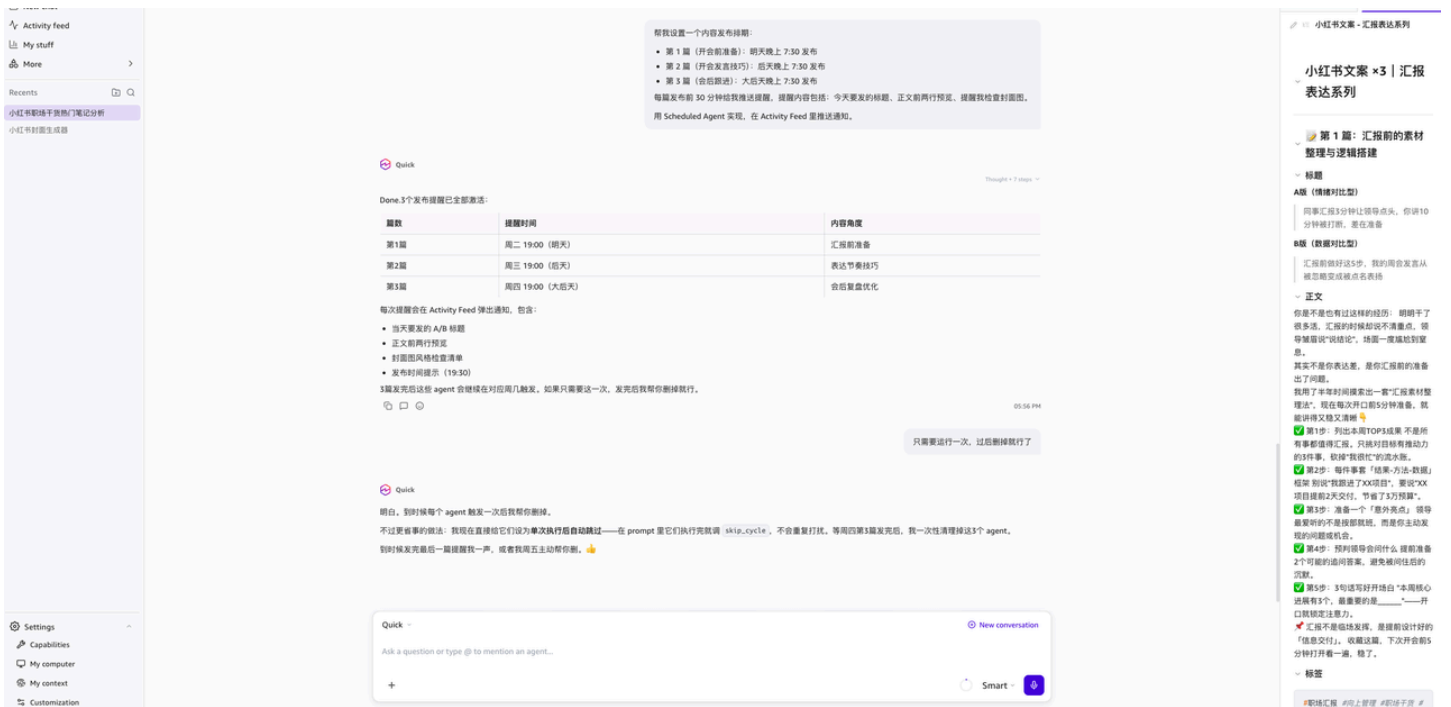 Activity feed
My stuff
More
Recents
小红书职场干货热门笔记分析
小红书封面生成器
Settings
Capabilities
My computer
My context
Customization
帮我设置一个内容发布排期：
• 第 1 篇（开会前准备）：明天晚上 7:30 发布
• 第 2 篇（开会发言技巧）：后天晚上 7:30 发布
• 第 3 篇（会后跟进）：大后天晚上 7:30 发布
每篇发布前 30 分钟给我推送提醒，提醒内容包括：今天要发的标题、正文前两行预览、提醒我检查封面图。
用 Scheduled Agent 实现，在 Activity Feed 里推送通知。
Quick
Thought • 7 steps
Done.3个发布提醒已全部激活：
篇数 提醒时间 内容角度
第1篇 周二 19:00（明天） 汇报前准备
第2篇 周三 19:00（后天） 表达节奏技巧
第3篇 周四 19:00（大后天） 会后复盘优化
每次提醒会在 Activity Feed 弹出通知，包含：
• 当天要发的 A/B 标题
• 正文前两行预览
• 封面图风格检查清单
• 发布时间提示（19:30）
3篇发完后这些 agent 会继续在对应周几触发。如果只需要这一次，发完后我帮你删掉就行。
05:56 PM
只需要运行一次，过后删掉就行了
Quick
明白。到时候每个 agent 触发一次后我帮你删掉。
不过更省事的做法：我现在直接给它们设为单次执行后自动跳过——在 prompt 里它们执行完就调 skip_cycle，不会重复打扰。等周四第3篇发完后，我一次性清理掉这3个 agent。
到时候发完最后一篇提醒我一声，或者我周五主动帮你删。👍
Quick
New conversation
Ask a question or type @ to mention an agent...
Smart
小红书文案 - 汇报表达系列
小红书文案 ×3｜汇报
表达系列
📝 第 1 篇：汇报前的素材
整理与逻辑搭建
标题
A版（情绪对比型）
同事汇报3分钟让领导点头，你讲10
分钟被打断，差在准备
B版（数据对比型）
汇报前做好这5步，我的周会发言从
被忽略变成被点名表扬
正文
你是不是也有过这样的经历： 明明干了
很多活，汇报的时候却说不清重点，领
导皱眉说"说结论"，场面一度尴尬到窒
息。
其实不是你表达差，是你汇报前的准备
出了问题。
我用了半年时间摸索出一套"汇报素材整
理法"，现在每次开口前5分钟准备，就
能讲得又稳又清晰👇
✅ 第1步：列出本周TOP3成果 不是所
有事都值得汇报。只挑对目标有推动力
的3件事，砍掉"我很忙"的流水账。
✅ 第2步：每件事套「结果-方法-数据」
框架 别说"我跟进了XX项目"，要说"XX
项目提前2天交付，节省了3万预算"。
✅ 第3步：准备一个「意外亮点」 领导
最爱听的不是按部就班，而是你主动发
现的问题或机会。
✅ 第4步：预判领导会问什么 提前准备
2个可能的追问答案，避免被问住后的
沉默。
✅ 第5步：3句话写好开场白 "本周核心
进展有3个，最重要的是______"——开
口就锁定注意力。
📌 汇报不是临场发挥，是提前设计好的
「信息交付」。 收藏这篇，下次开会前5
分钟打开看一遍，稳了。
标签
#职场汇报 #向上管理 #职场干货 #